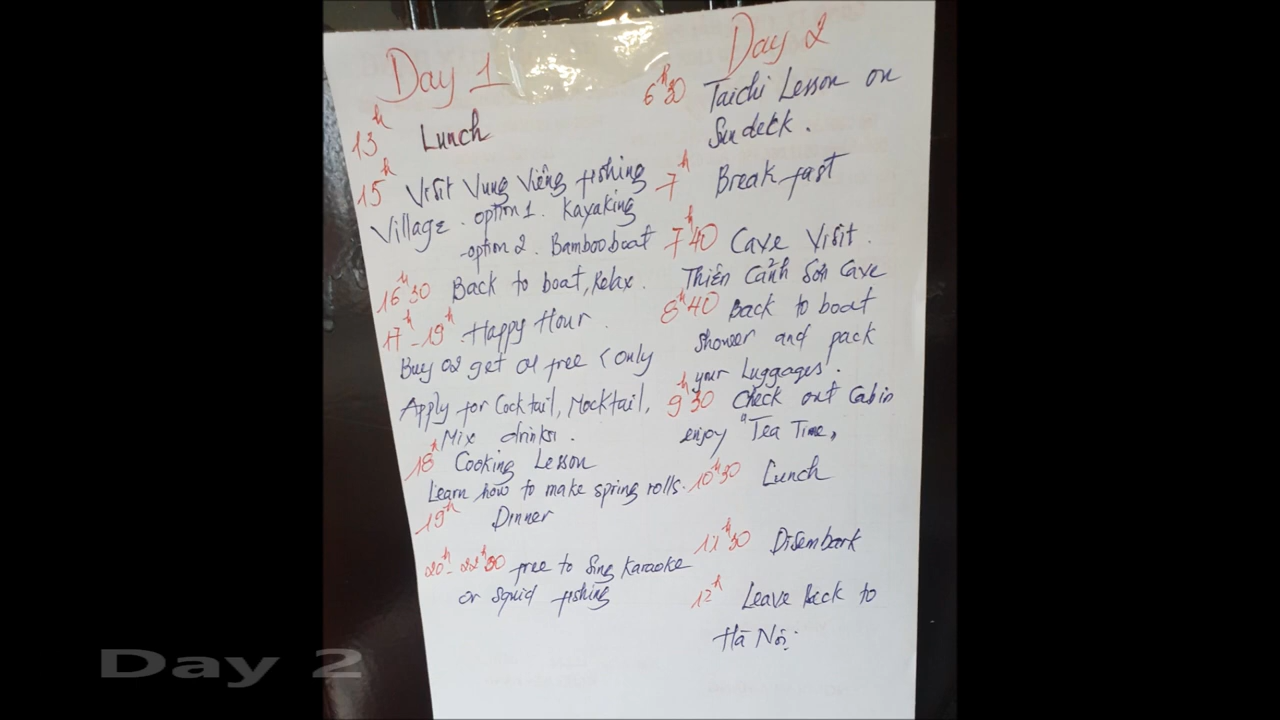 Day 1
13h Lunch
15h Visit Vung Viêng fishing
Village. option 1. Kayaking
-option 2. Bamboo boat
16h30 Back to boat, Relax.
17h-19h Happy Hour.
Buy 02 get 01 free < only
Apply for Cocktail, Mocktail,
Mix drinks.
18h Cooking Lesson
Learn how to make spring rolls.
19h Dinner
20h-22h30 free to Sing Karaoke
or squid fishing
Day 2
6h30 Taichi Lesson on
Sundeck.
7h Breakfast
7h40 Cave Visit.
Thiên Cảnh Sơn Cave
8h40 Back to boat
shower and pack
your Luggages.
9h30 Check out Cabin
enjoy "Tea Time"
10h30 Lunch
11h30 Disembark
12h Leave Back to
Hà Nội.
Day 2